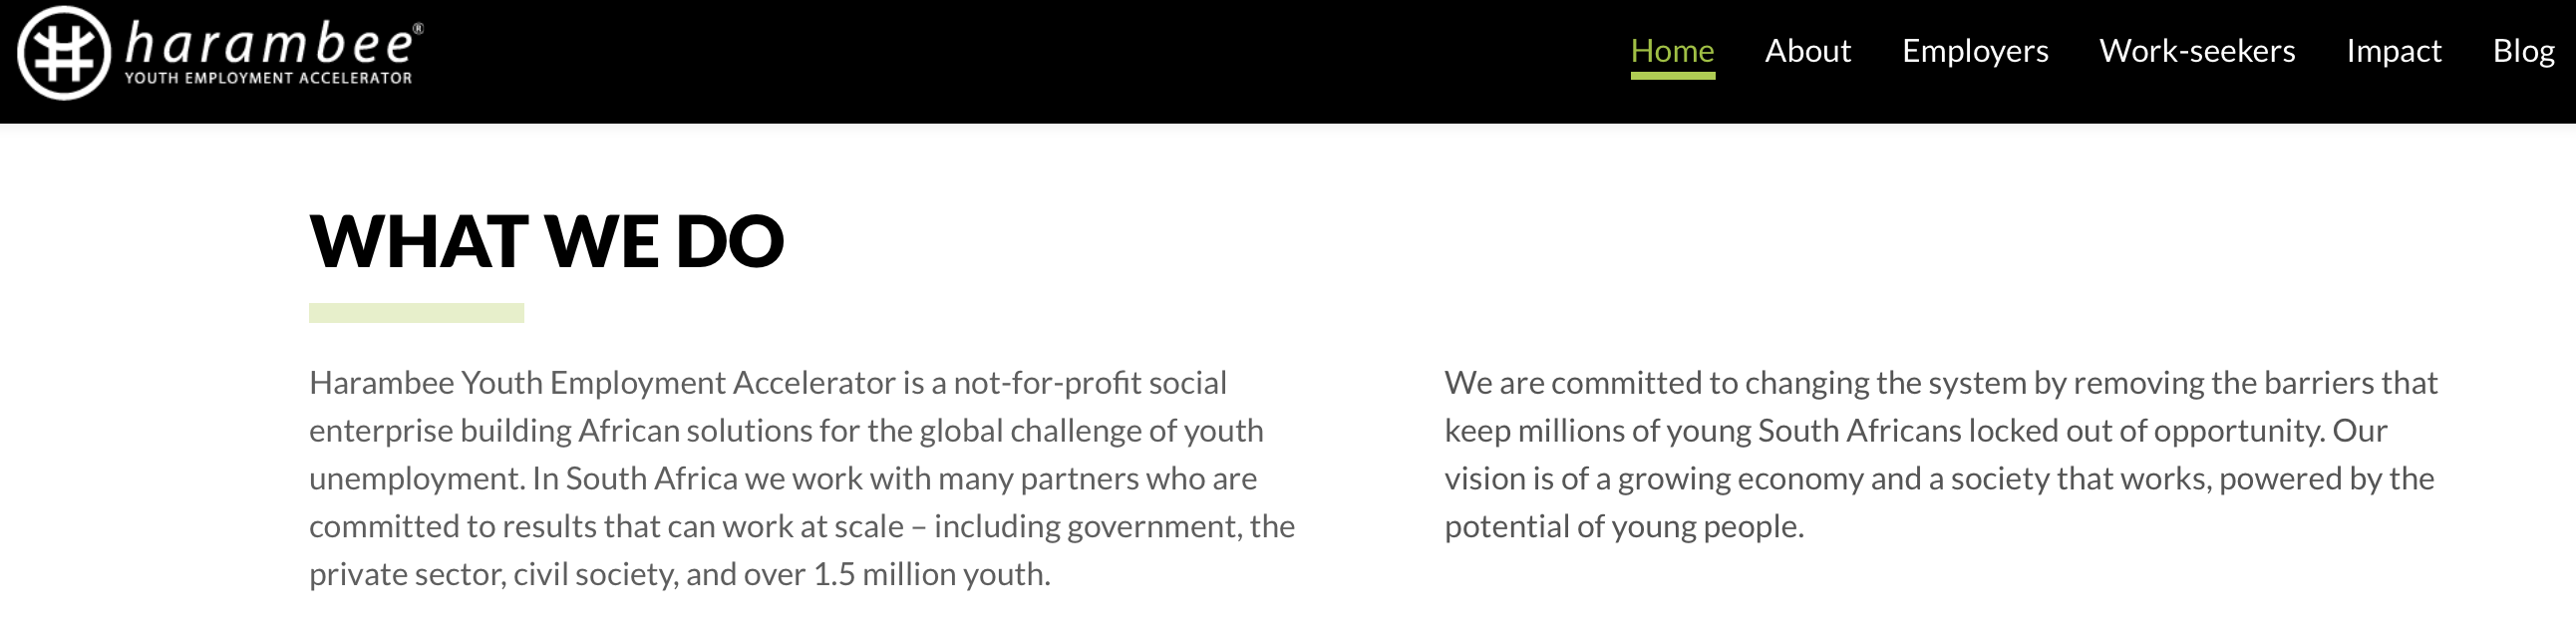 harambee®
YOUTH EMPLOYMENT ACCELERATOR
Home
About
Employers
Work-seekers
Impact
Blog
WHAT WE DO
Harambee Youth Employment Accelerator is a not-for-profit social
enterprise building African solutions for the global challenge of youth
unemployment. In South Africa we work with many partners who are
committed to results that can work at scale – including government, the
private sector, civil society, and over 1.5 million youth.
We are committed to changing the system by removing the barriers that
keep millions of young South Africans locked out of opportunity. Our
vision is of a growing economy and a society that works, powered by the
potential of young people.